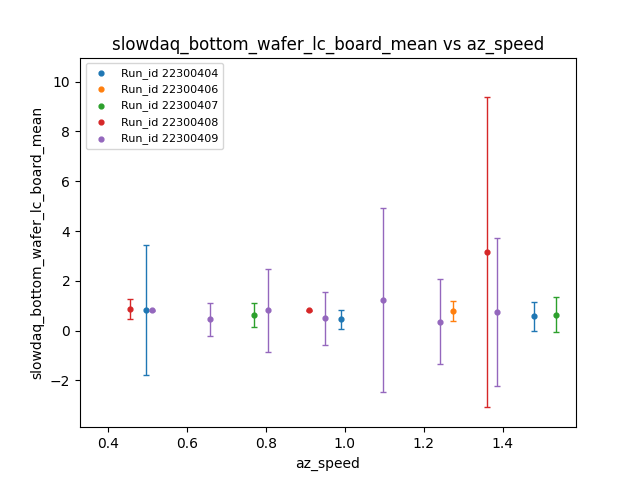 slowdaq_bottom_wafer_lc_board_mean vs az_speed
Run_id 22300404
Run_id 22300406
Run_id 22300407
Run_id 22300408
Run_id 22300409
slowdaq_bottom_wafer_lc_board_mean
10
8
6
4
2
0
−2
0.4 0.6 0.8 1.0 1.2 1.4
az_speed